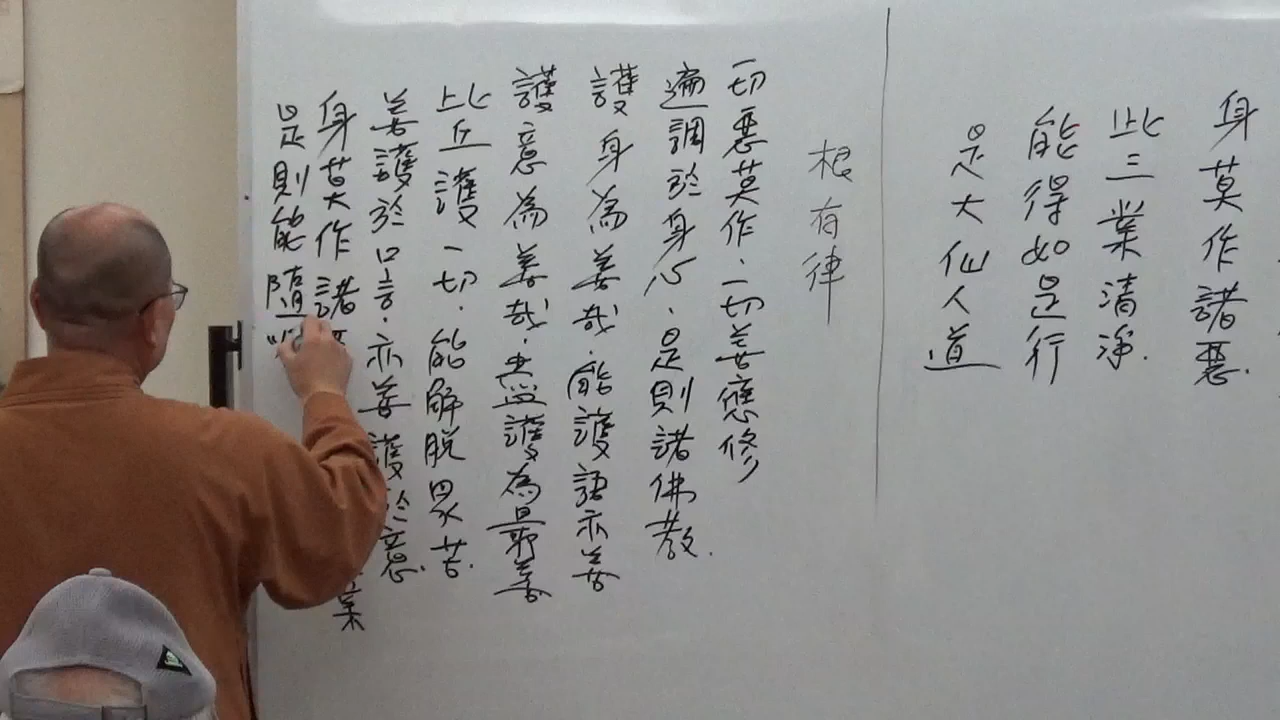 身莫作諸惡.
此三業清淨.
能得如是行
是大仙人道
根有律
一切惡莫作.一切善應修
遍調於身心.是則諸佛教.
護身為善哉.能護語亦善
護意為善哉.盡護為最善
比丘護一切.能解脫眾苦.
善護於口言.亦善護於意.
身莫作諸惡 業
是則能隨